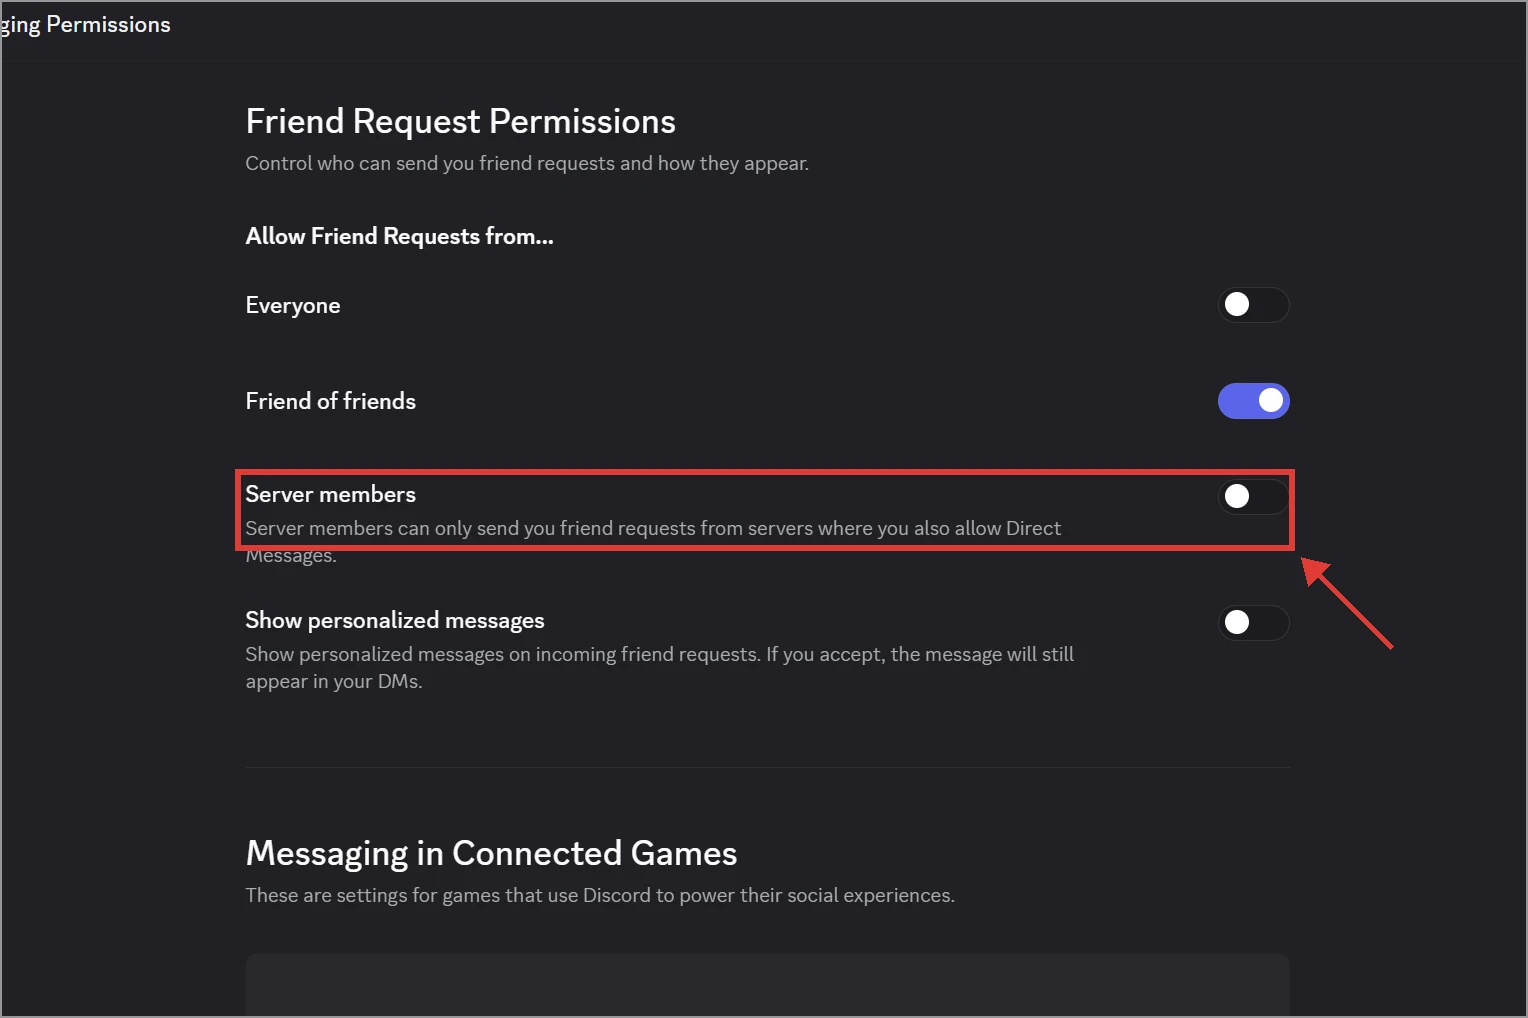 ging Permissions
Friend Request Permissions
Control who can send you friend requests and how they appear.
Allow Friend Requests from...
Everyone
Friend of friends
Server members
Server members can only send you friend requests from servers where you also allow Direct
Messages.
Show personalized messages
Show personalized messages on incoming friend requests. If you accept, the message will still
appear in your DMs.
Messaging in Connected Games
These are settings for games that use Discord to power their social experiences.